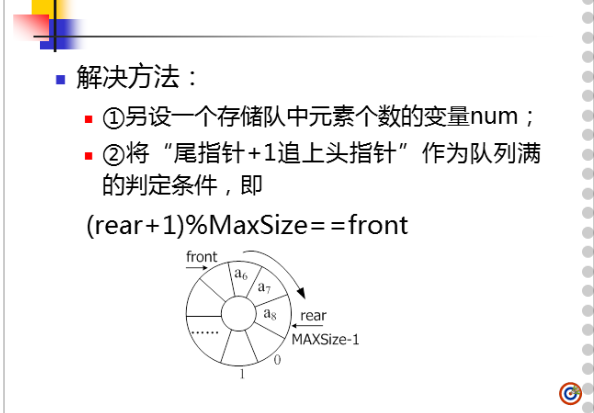 解决方法：
①另设一个存储队中元素个数的变量num；
②将“尾指针+1追上头指针”作为队列满
的判定条件，即
(rear+1)%MaxSize==front
front
a6
a7
a8
rear
MAXSize-1
......
0
1